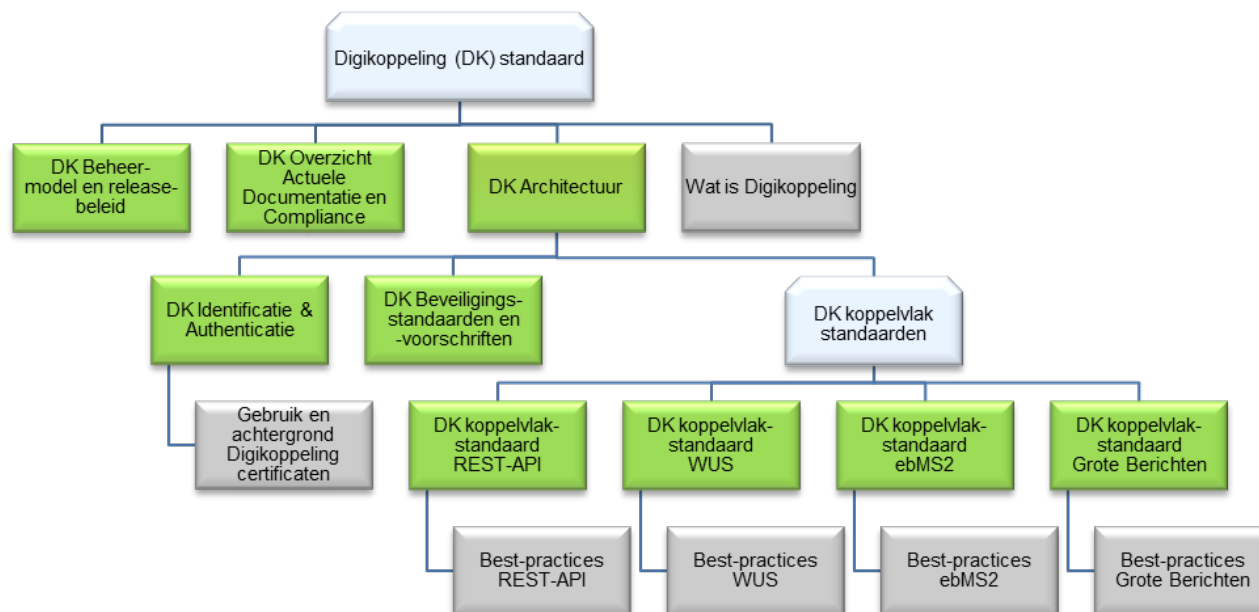 Digikoppeling (DK) standaard
DK Beheer-
model en release-
beleid
DK Overzicht
Actuele
Documentatie en
Compliance
DK Architectuur
Wat is Digikoppeling
DK Identificatie &
Authenticatie
DK Beveiligings-
standaarden en
-voorschriften
DK koppelvlak
standaarden
Gebruik en
achtergrond
Digikoppeling
certificaten
DK koppelvlak-
standaard
REST-API
DK koppelvlak-
standaard
WUS
DK koppelvlak-
standaard
ebMS2
DK koppelvlak-
standaard
Grote Berichten
Best-practices
REST-API
Best-practices
WUS
Best-practices
ebMS2
Best-practices
Grote Berichten